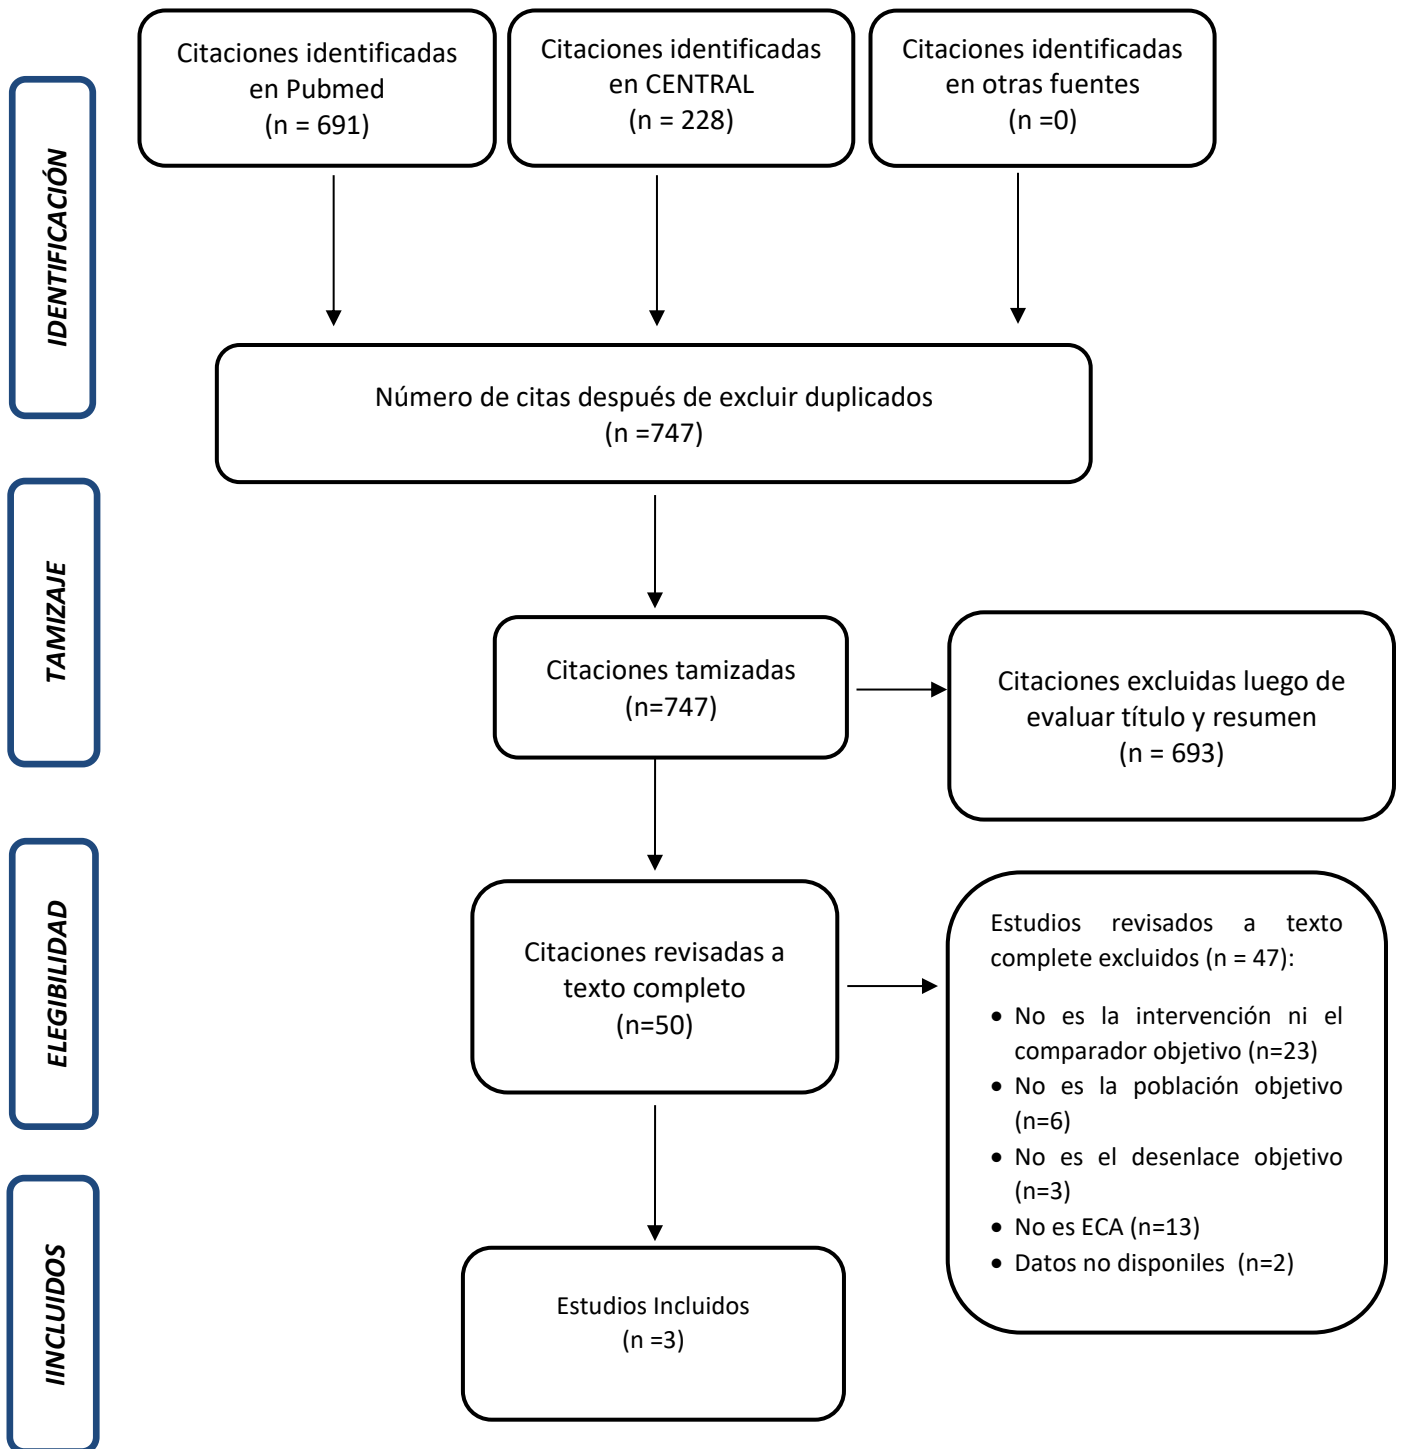 Citaciones identificadas
en Pubmed
(n = 691)
Citaciones identificadas
en CENTRAL
(n = 228)
Citaciones identificadas
en otras fuentes
(n =0)
IDENTIFICACIÓN
Número de citas después de excluir duplicados
(n =747)
TAMIZAJE
Citaciones tamizadas
(n=747)
Citaciones excluidas luego de
evaluar título y resumen
(n = 693)
ELEGIBILIDAD
Citaciones revisadas a
texto completo
(n=50)
Estudios revisados a texto
complete excluidos (n = 47):
• No es la intervención ni el
comparador objetivo (n=23)
• No es la población objetivo
(n=6)
• No es el desenlace objetivo
(n=3)
• No es ECA (n=13)
• Datos no disponiles (n=2)
IINCLUIDOS
Estudios Incluidos
(n =3)